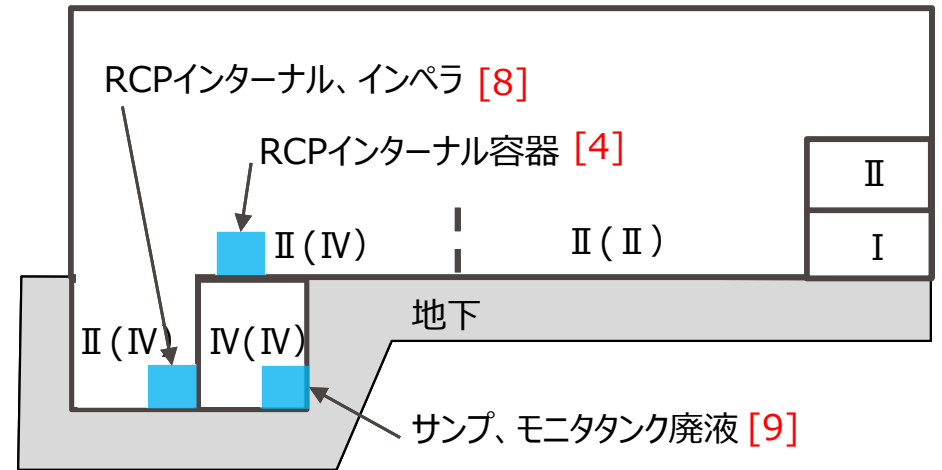 RCPインターナル、インペラ [8]
RCPインターナル容器 [4]
Ⅱ
Ⅱ(Ⅳ)
Ⅱ(Ⅱ)
Ⅰ
地下
Ⅱ(Ⅳ)
Ⅳ(Ⅳ)
サンプ、モニタタンク廃液 [9]